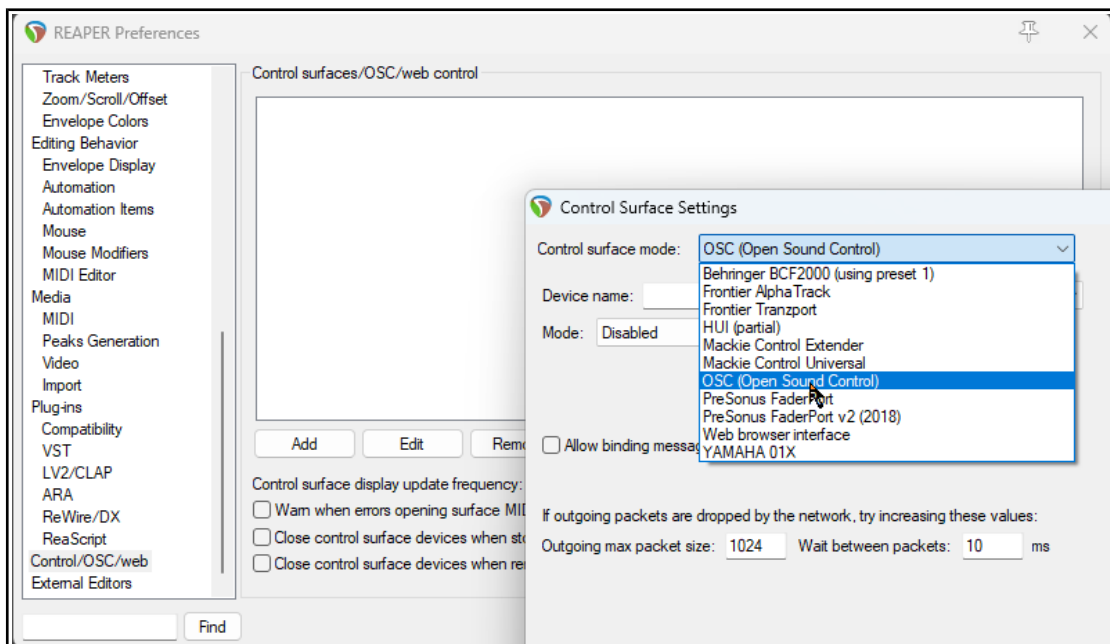 REAPER Preferences
Track Meters
Zoom/Scroll/Offset
Envelope Colors
Editing Behavior
Envelope Display
Automation
Automation Items
Mouse
Mouse Modifiers
MIDI Editor
Media
MIDI
Peaks Generation
Video
Import
Plug-ins
Compatibility
VST
LV2/CLAP
ARA
ReWire/DX
ReaScript
Control/OSC/web
External Editors
Find
Control surfaces/OSC/web control
Add Edit Remo
Control surface display update frequency:
Warn when errors opening surface MI
Close control surface devices when sto
Close control surface devices when re
Control Surface Settings
Control surface mode: OSC (Open Sound Control)
Behringer BCF2000 (using preset 1)
Frontier AlphaTrack
Frontier Tranzport
HUI (partial)
Mackie Control Extender
Mackie Control Universal
OSC (Open Sound Control)
PreSonus FaderPort
PreSonus FaderPort v2 (2018)
Web browser interface
YAMAHA 01X
Device name:
Mode: Disabled
Allow binding messag
If outgoing packets are dropped by the network, try increasing these values:
Outgoing max packet size: 1024 Wait between packets: 10 ms